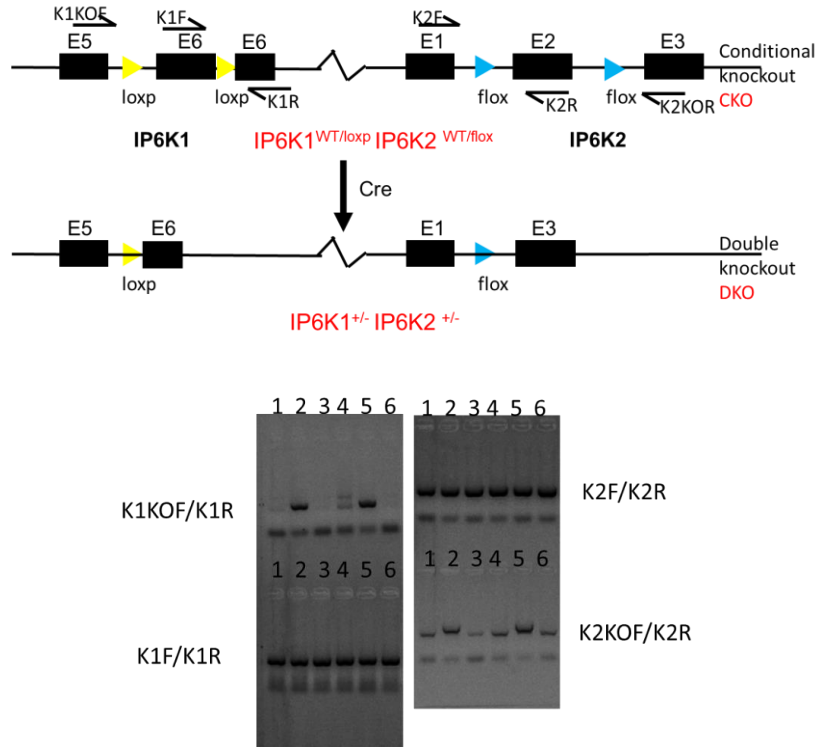 K1KOF K1F K2F
E5 E6 E6 E1 E2 E3
Conditional
knockout
CKO
loxp loxp K1R flox K2R flox K2KOR
IP6K1 IP6K1WT/loxp IP6K2 WT/flox IP6K2
Cre
E5 E6 E1 E3
Double
knockout
DKO
loxp flox
IP6K1+/- IP6K2 +/-
1 2 3 4 5 6 1 2 3 4 5 6
K1KOF/K1R K2F/K2R
1 2 3 4 5 6 1 2 3 4 5 6
K1F/K1R K2KOF/K2R